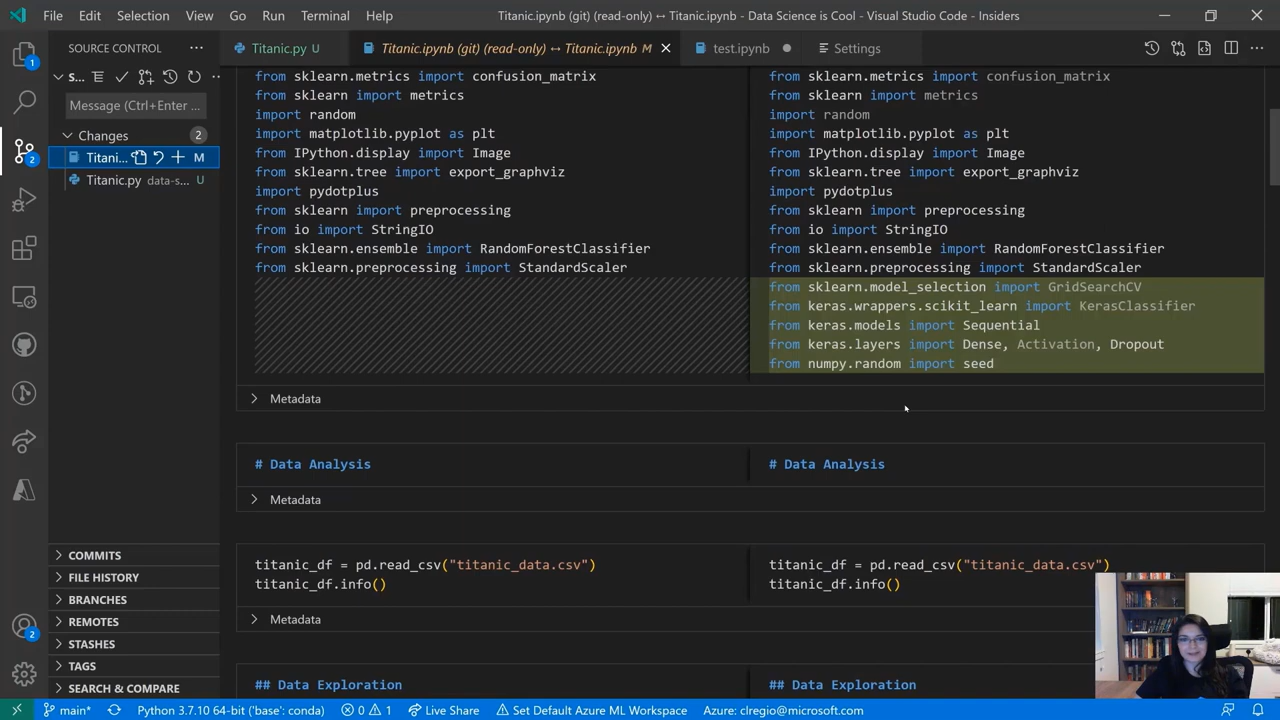 File Edit Selection View Go Run Terminal Help
Titanic.ipynb (git) (read-only) ↔ Titanic.ipynb - Data Science is Cool - Visual Studio Code - Insiders
SOURCE CONTROL
Titanic.py U
Titanic.ipynb (git) (read-only) ↔ Titanic.ipynb M
test.ipynb
Settings
S...
Message (Ctrl+Enter ...
Changes 2
Titani... M
Titanic.py data-s... U
COMMITS
FILE HISTORY
BRANCHES
REMOTES
STASHES
TAGS
SEARCH & COMPARE
1
2
2
from sklearn.metrics import confusion_matrix
from sklearn import metrics
import random
import matplotlib.pyplot as plt
from IPython.display import Image
from sklearn.tree import export_graphviz
import pydotplus
from sklearn import preprocessing
from io import StringIO
from sklearn.ensemble import RandomForestClassifier
from sklearn.preprocessing import StandardScaler
Metadata
# Data Analysis
Metadata
titanic_df = pd.read_csv("titanic_data.csv")
titanic_df.info()
Metadata
## Data Exploration
from sklearn.metrics import confusion_matrix
from sklearn import metrics
import random
import matplotlib.pyplot as plt
from IPython.display import Image
from sklearn.tree import export_graphviz
import pydotplus
from sklearn import preprocessing
from io import StringIO
from sklearn.ensemble import RandomForestClassifier
from sklearn.preprocessing import StandardScaler
from sklearn.model_selection import GridSearchCV
from keras.wrappers.scikit_learn import KerasClassifier
from keras.models import Sequential
from keras.layers import Dense, Activation, Dropout
from numpy.random import seed
# Data Analysis
titanic_df = pd.read_csv("titanic_data.csv")
titanic_df.info()
## Data Exploration
main* Python 3.7.10 64-bit ('base': conda) 0 1 Live Share Set Default Azure ML Workspace Azure: clregio@microsoft.com